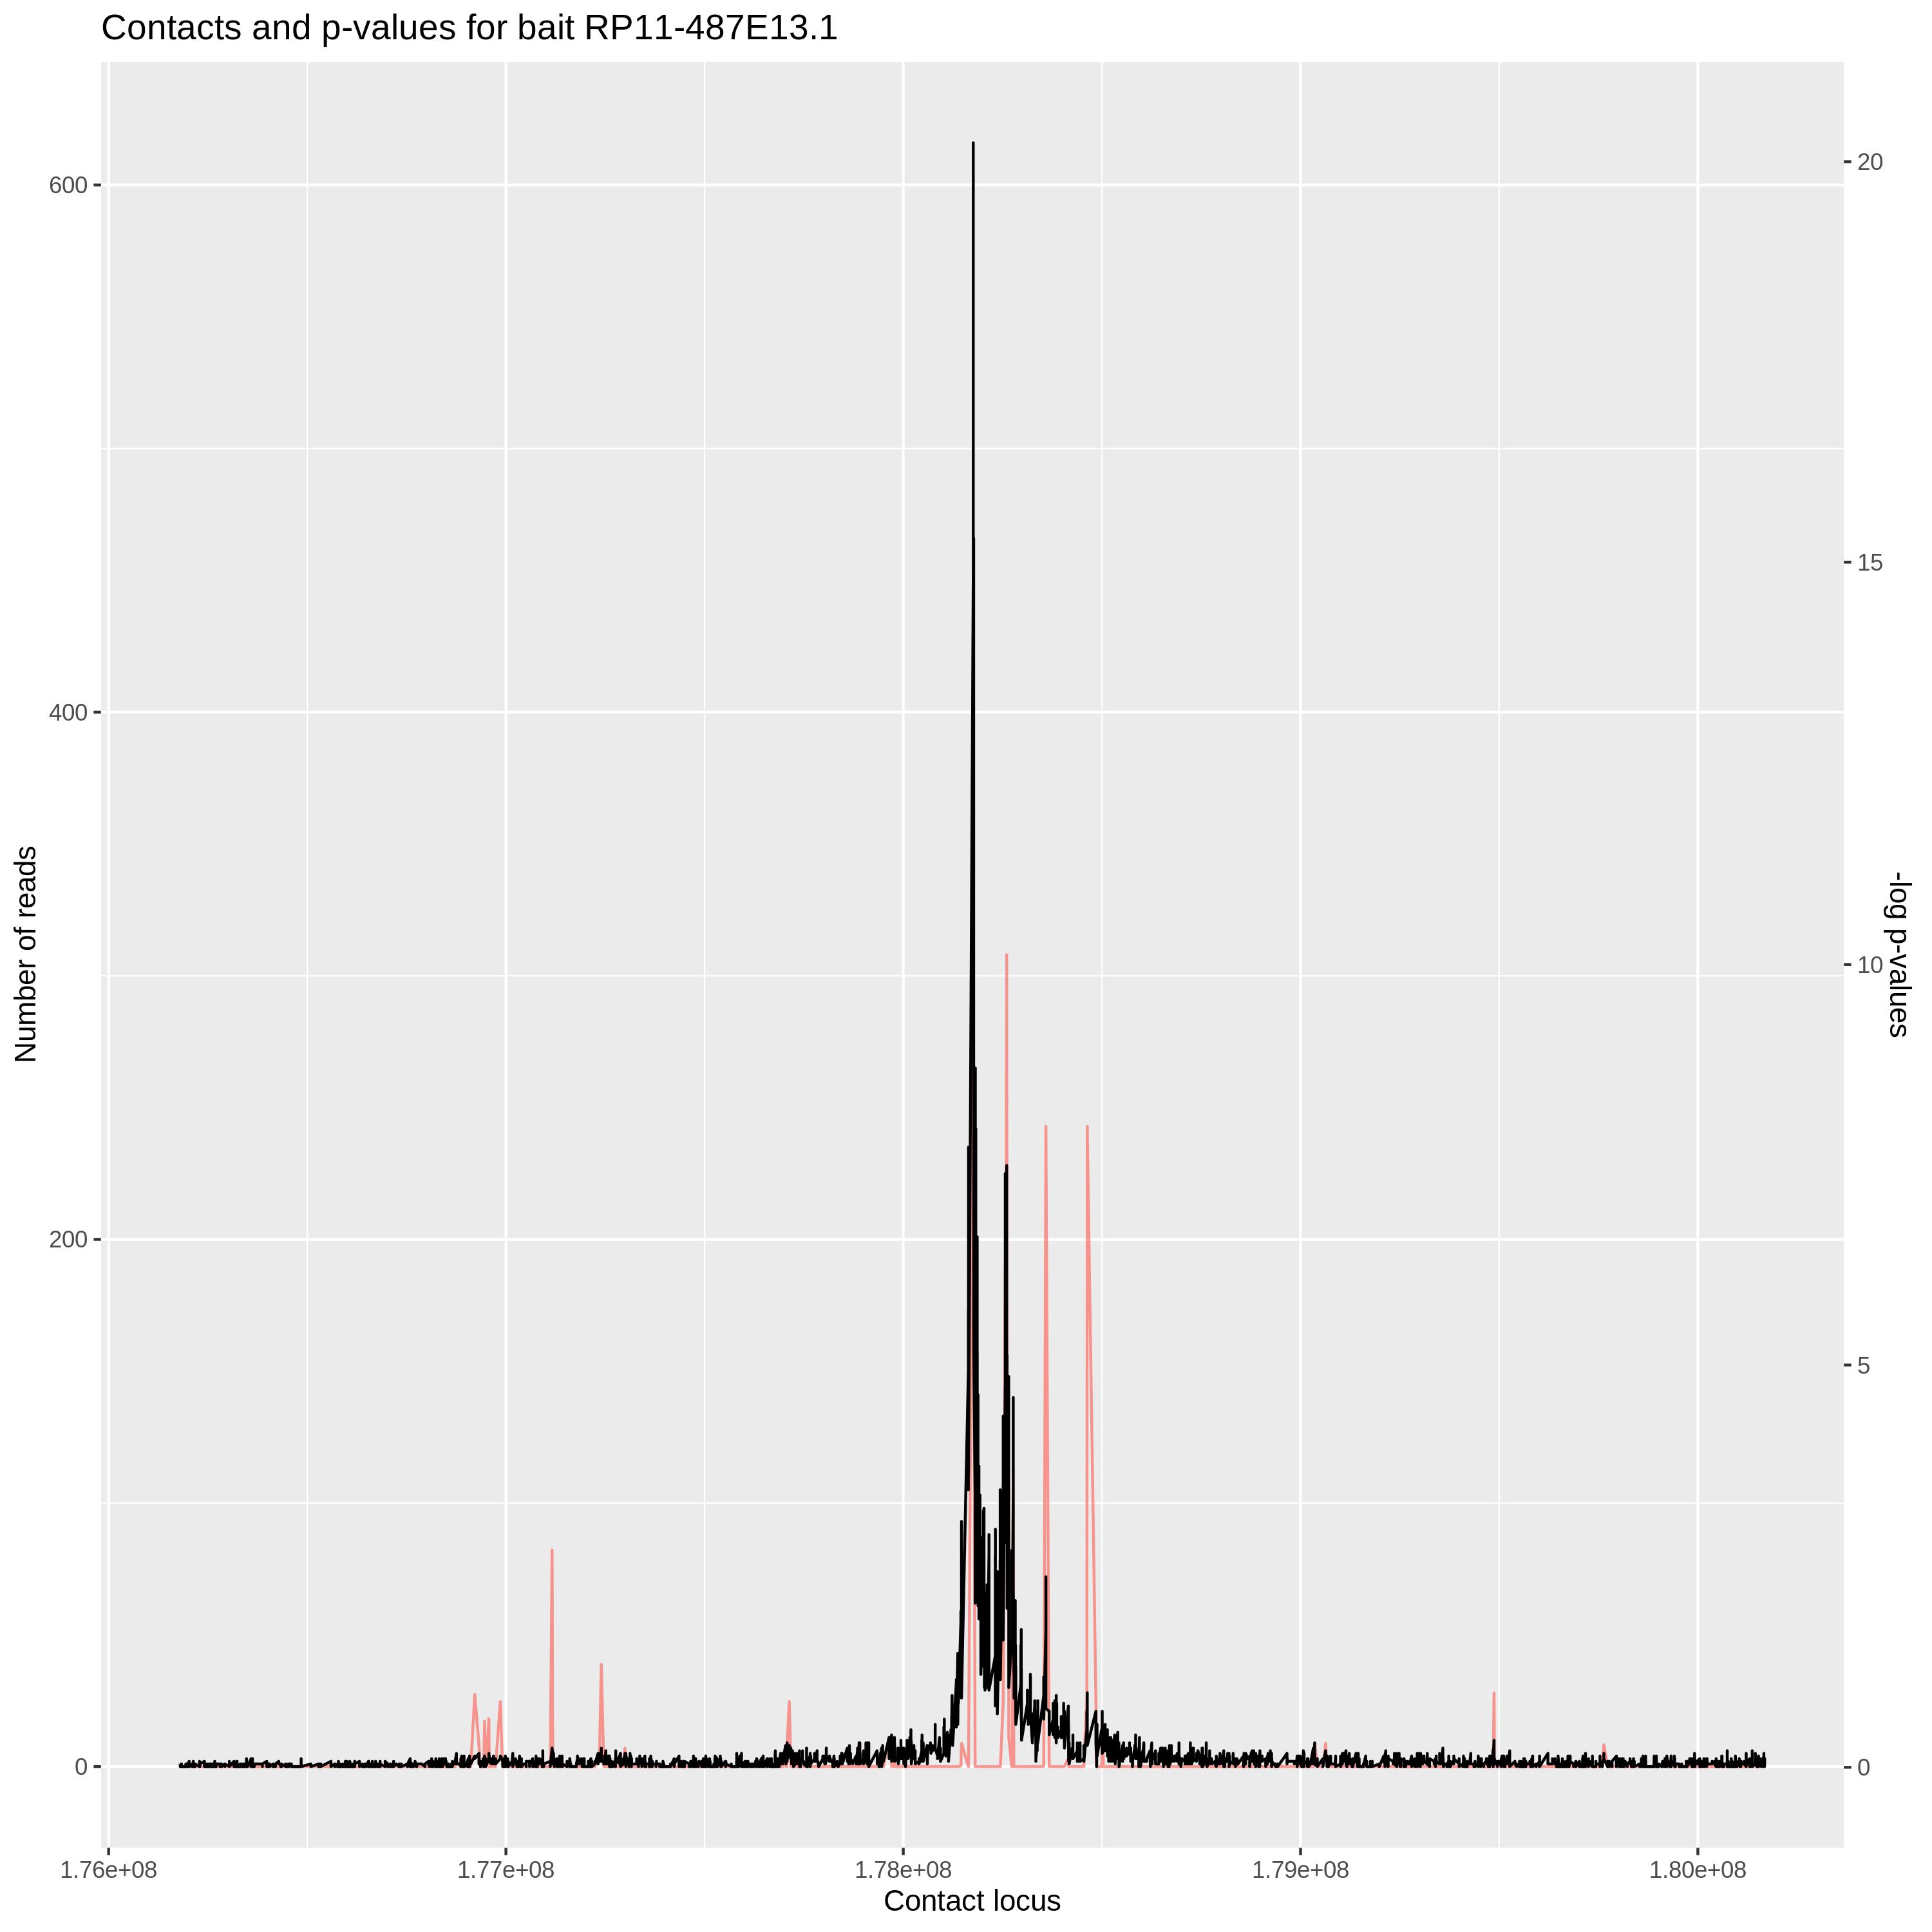 Contacts and p-values for bait RP11-487E13.1
600
400
200
0
20
15
10
5
0
Number of reads
-log p-values
1.76e+08
1.77e+08
1.78e+08
1.79e+08
1.80e+08
Contact locus